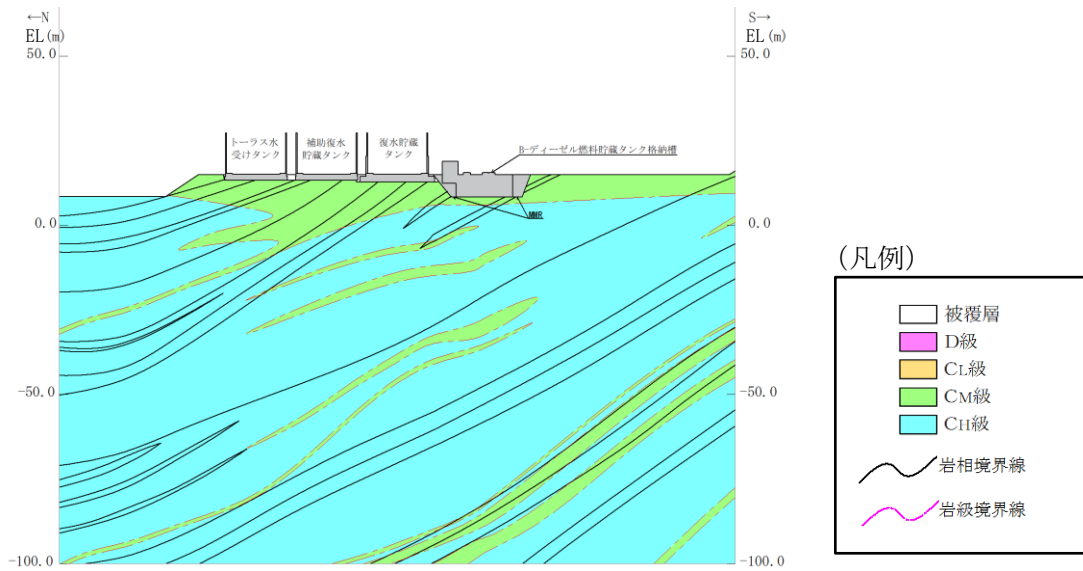 ←N
EL(m)
50.0
0.0
-50.0
-100.0
トーラス水
受けタンク
補助復水
貯蔵タンク
復水貯蔵
タンク
B-ディーゼル燃料貯蔵タンク格納槽
MMR
S→
EL(m)
50.0
0.0
-50.0
-100.0
(凡例)
被覆層
D級
CL級
CM級
CH級
岩相境界線
岩級境界線